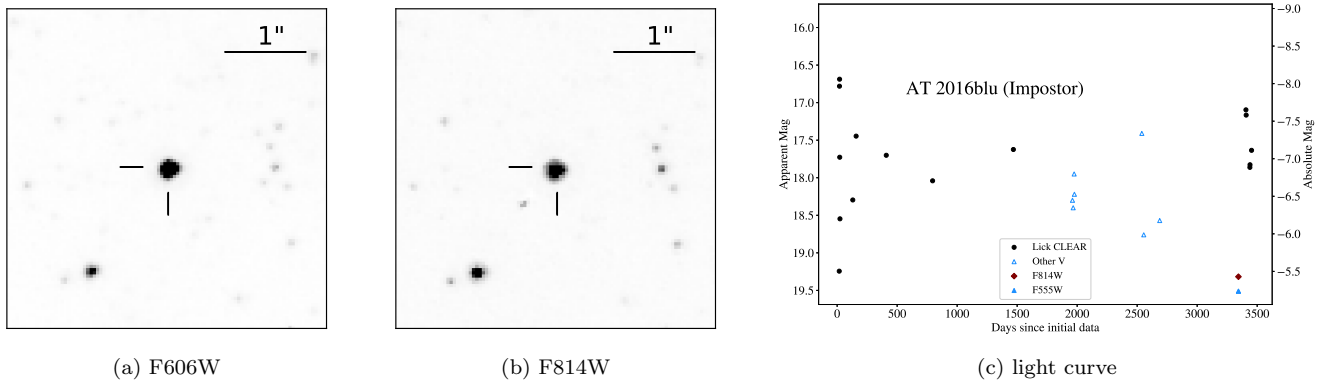 1"
1"
AT 2016blu (Impostor)
Apparent Mag
16.0
16.5
17.0
17.5
18.0
18.5
19.0
19.5
−9.0
−8.5
−8.0
−7.5
−7.0
−6.5
−6.0
−5.5
Absolute Mag
Lick CLEAR
Other V
F814W
F555W
0 500 1000 1500 2000 2500 3000 3500
Days since initial data
(a) F606W
(b) F814W
(c) light curve